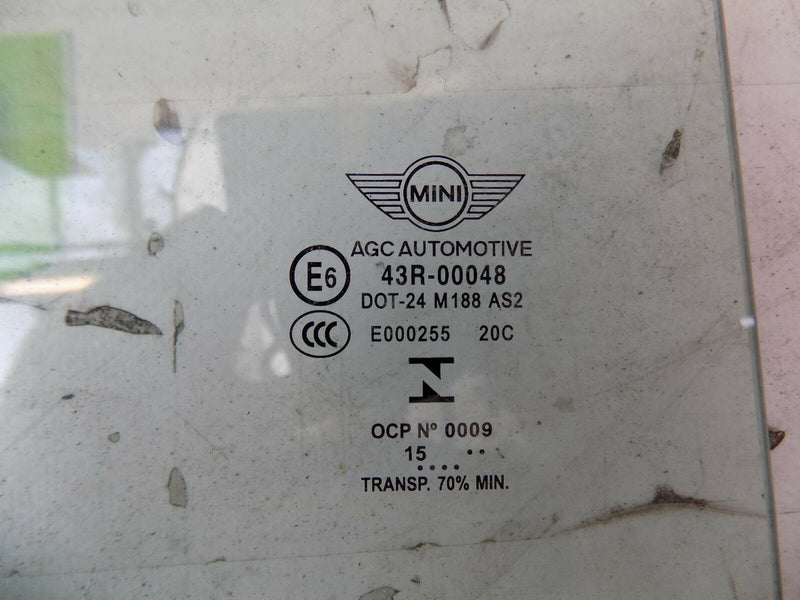 MINI
AGC AUTOMOTIVE
E6 43R-00048
DOT-24 M188 AS2
CCC E000255 20C
OCP Nº 0009
15 ..
....
TRANSP. 70% MIN.